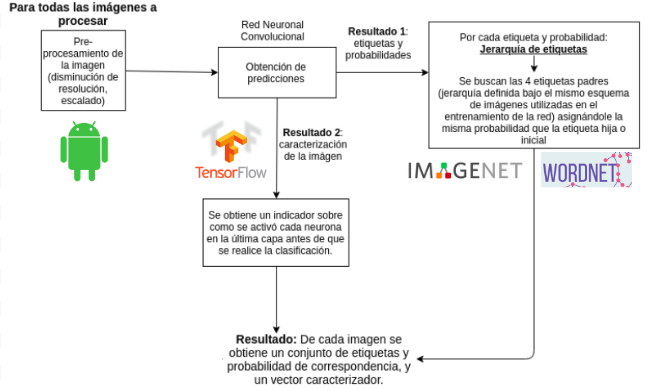 Para todas las imágenes a
procesar
Pre-
procesamiento de
la imagen
(disminución de
resolución,
escalado)
Red Neuronal
Convolucional
Obtención de
predicciones
Resultado 1:
etiquetas y
probabilidades
Por cada etiqueta y probabilidad:
Jerarquía de etiquetas
Se buscan las 4 etiquetas padres
(jerarquía definida bajo el mismo esquema
de imágenes utilizadas en el
entrenamiento de la red) asignándole la
misma probabilidad que la etiqueta hija o
inicial
TensorFlow
Resultado 2:
caracterización
de la imágen
IMAGENET
WORDNET
Se obtiene un indicador sobre
como se activó cada neurona
en la última capa antes de que
se realice la clasificación.
Resultado: De cada imagen se
obtiene un conjunto de etiquetas y
probabilidad de correspondencia, y
un vector caracterizador.